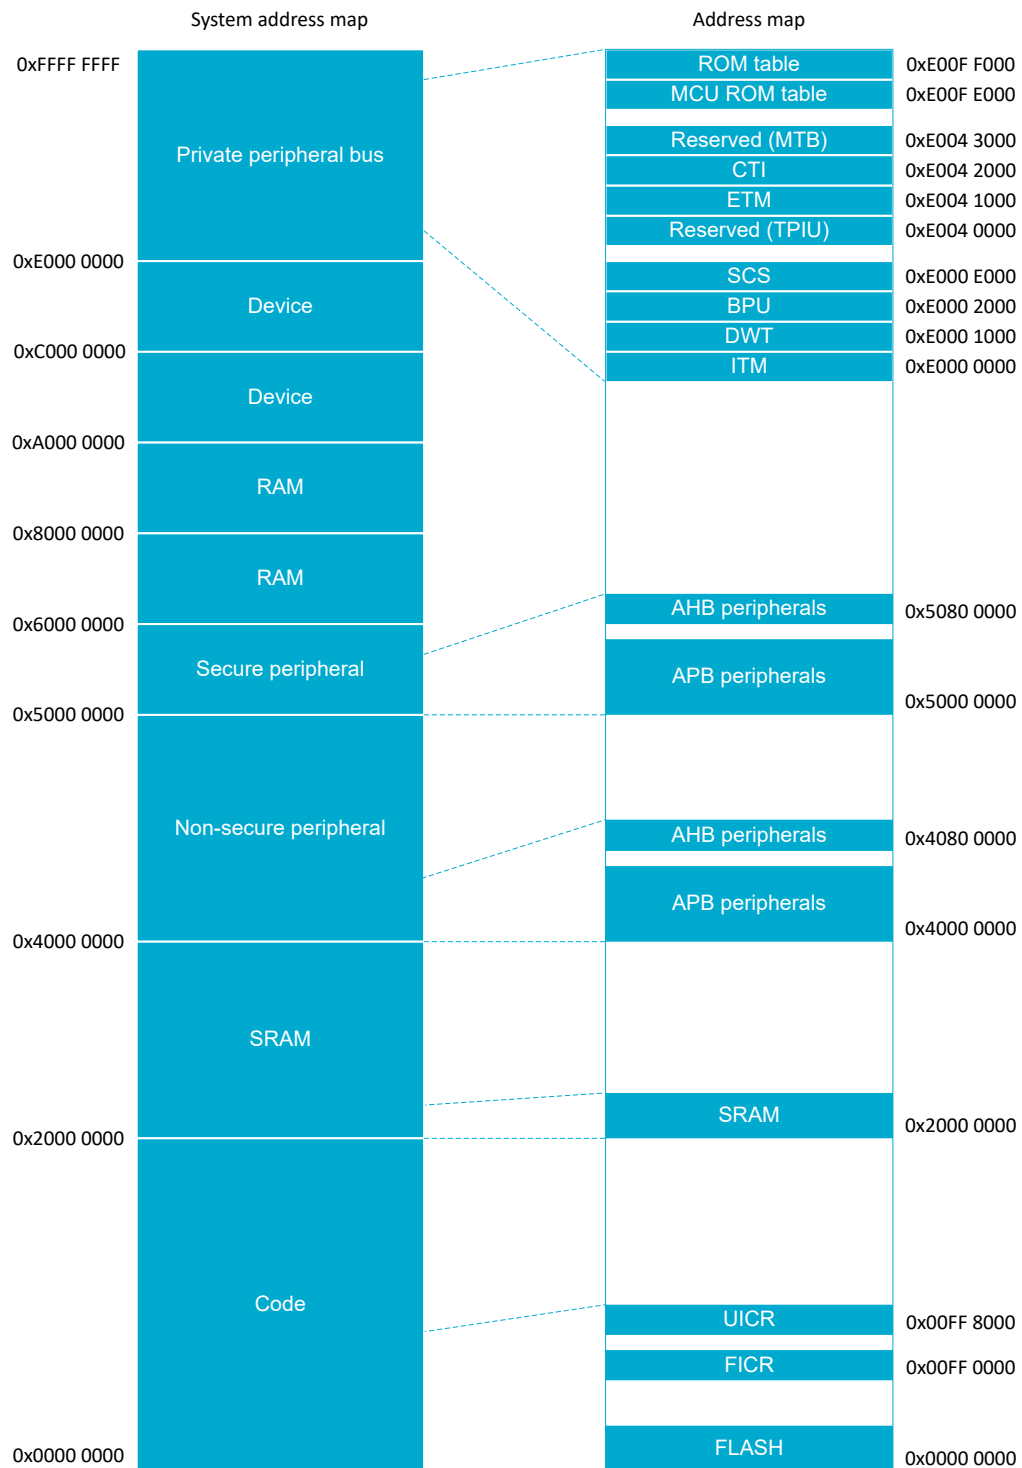 System address map
Address map
0xFFFF FFFF
ROM table
0xE00F F000
MCU ROM table
0xE00F E000
Private peripheral bus
Reserved (MTB)
0xE004 3000
CTI
0xE004 2000
ETM
0xE004 1000
Reserved (TPIU)
0xE004 0000
0xE000 0000
SCS
0xE000 E000
Device
BPU
0xE000 2000
DWT
0xE000 1000
0xC000 0000
ITM
0xE000 0000
Device
0xA000 0000
RAM
0x8000 0000
RAM
AHB peripherals
0x5080 0000
0x6000 0000
Secure peripheral
APB peripherals
0x5000 0000
0x5000 0000
Non-secure peripheral
AHB peripherals
0x4080 0000
APB peripherals
0x4000 0000
0x4000 0000
SRAM
SRAM
0x2000 0000
0x2000 0000
Code
UICR
0x00FF 8000
FICR
0x00FF 0000
FLASH
0x0000 0000
0x0000 0000